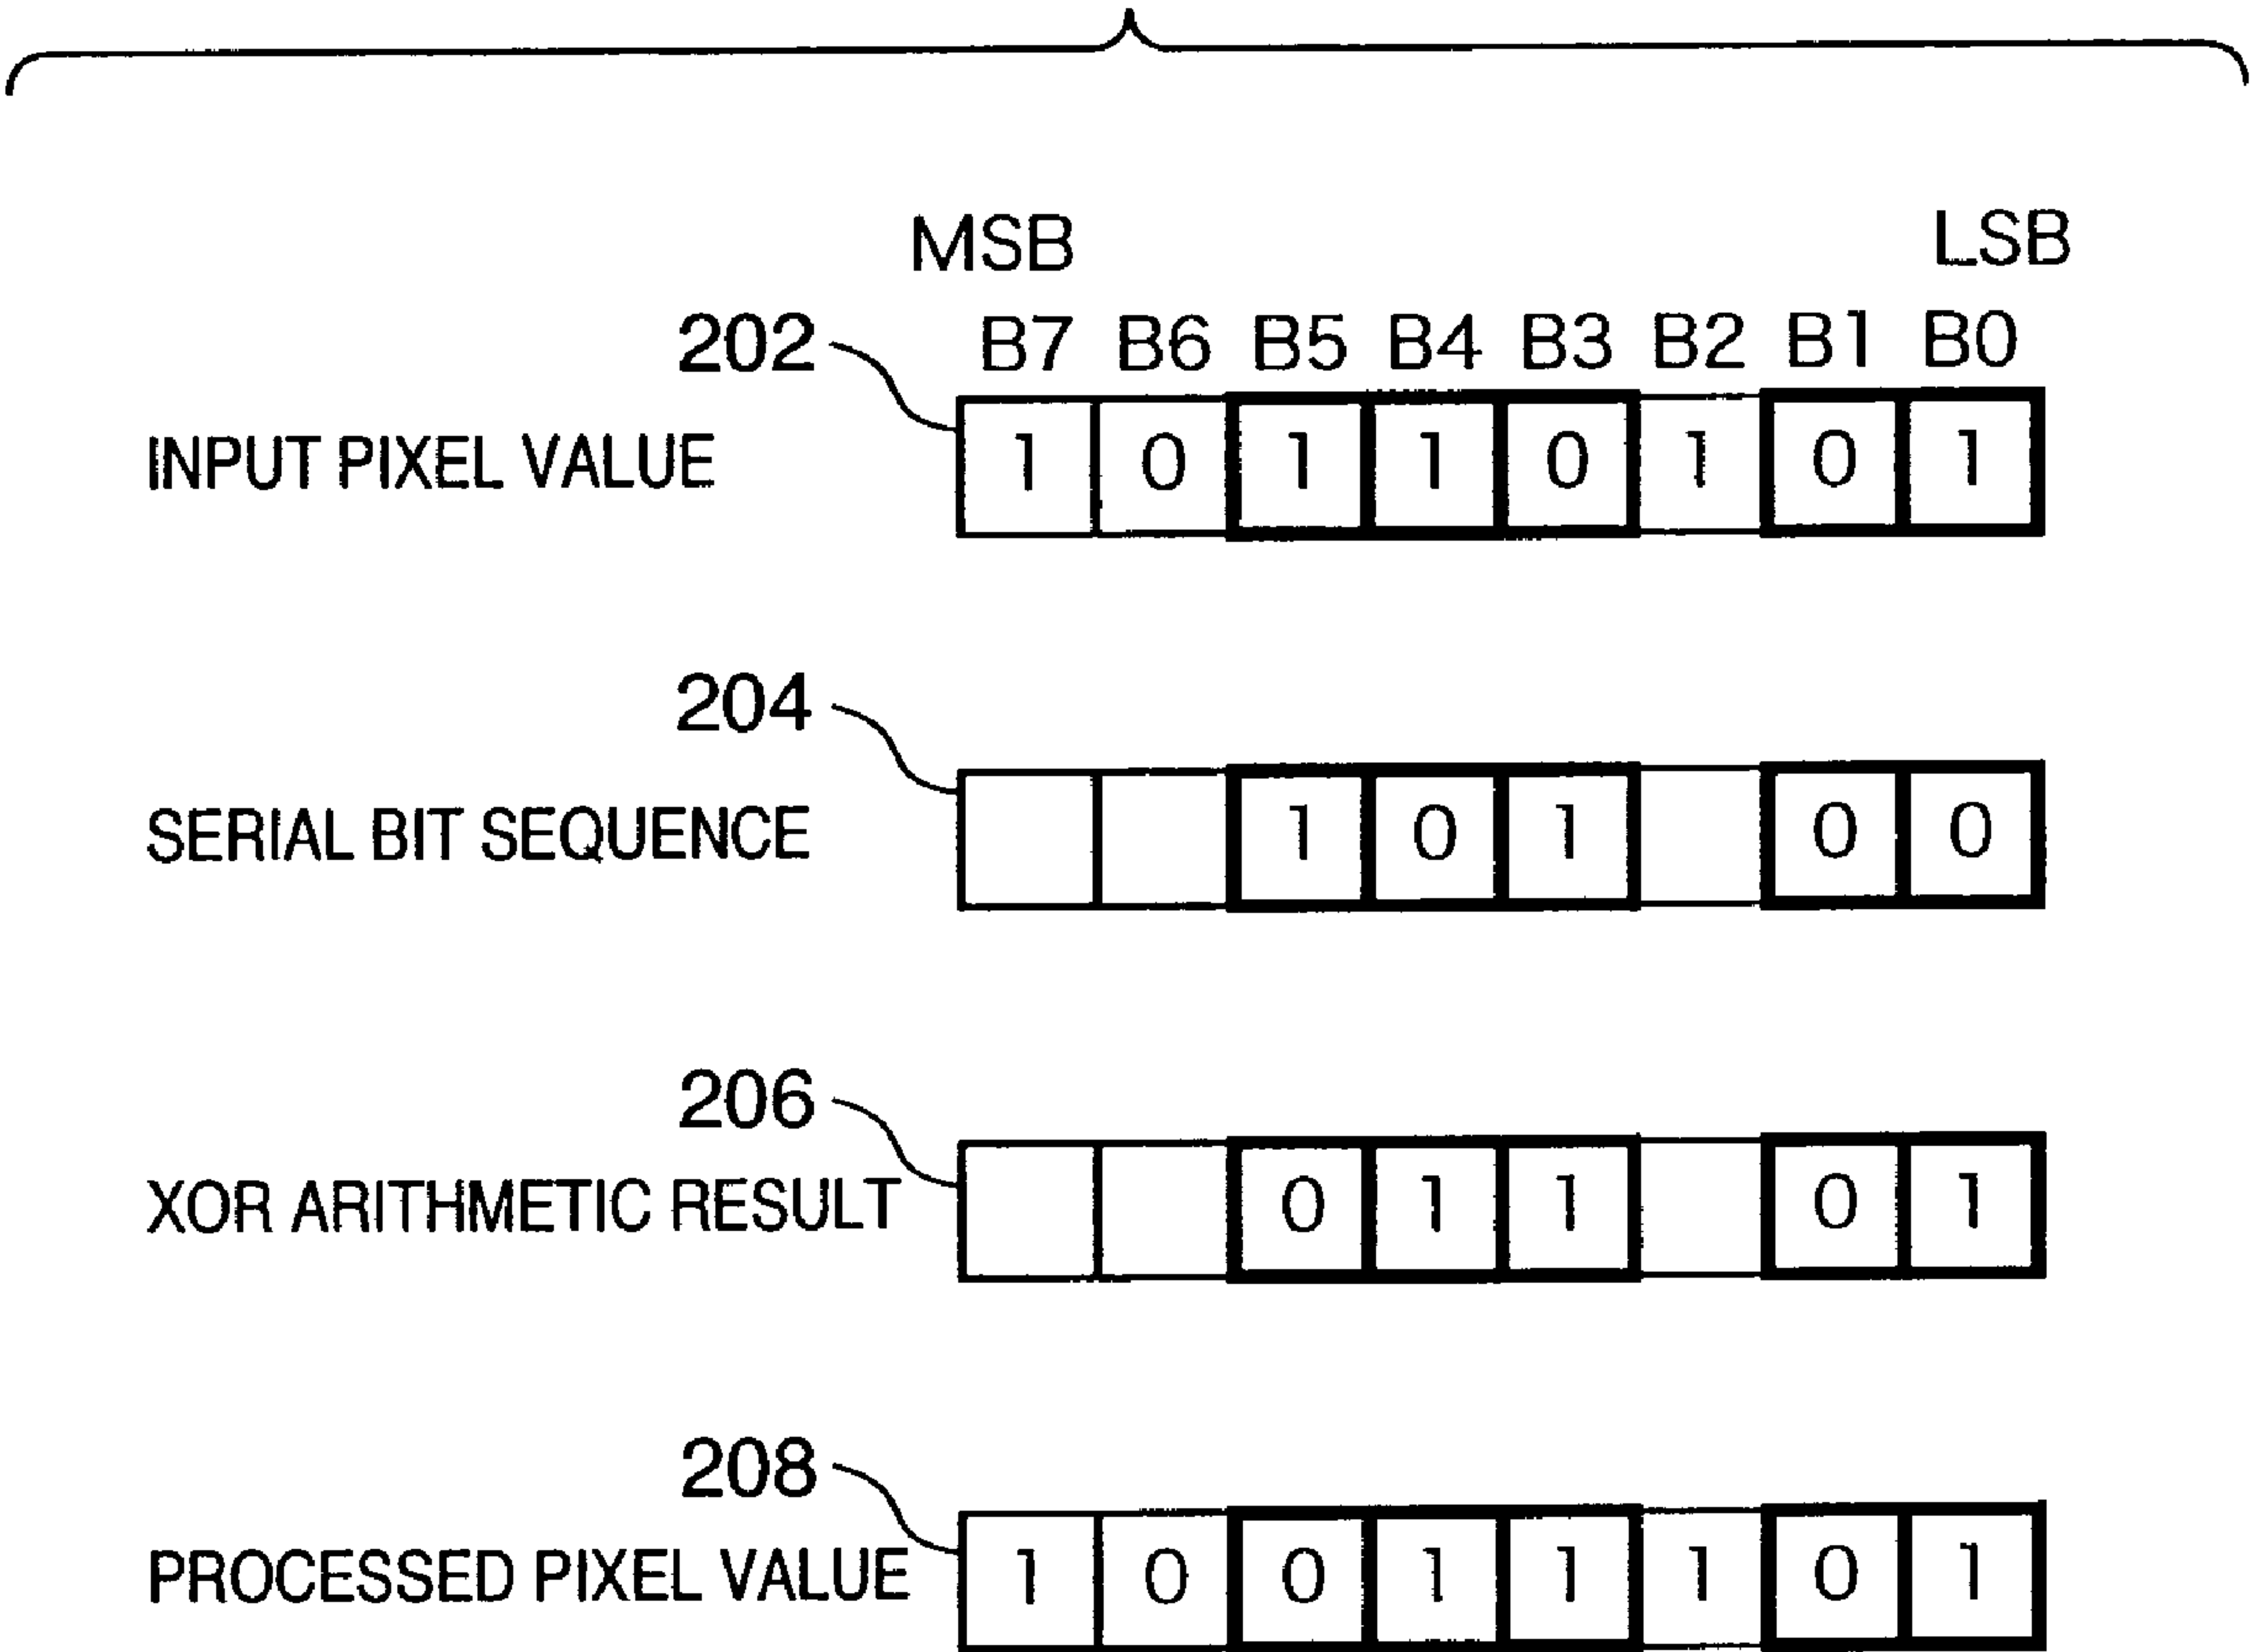 MSB LSB
202 B7 B6 B5 B4 B3 B2 B1 B0
INPUT PIXEL VALUE 1 0 1 1 0 1 0 1
204
SERIAL BIT SEQUENCE 1 0 1 0 0
206
XOR ARITHMETIC RESULT 0 1 1 0 1
208
PROCESSED PIXEL VALUE 1 0 0 1 1 1 0 1